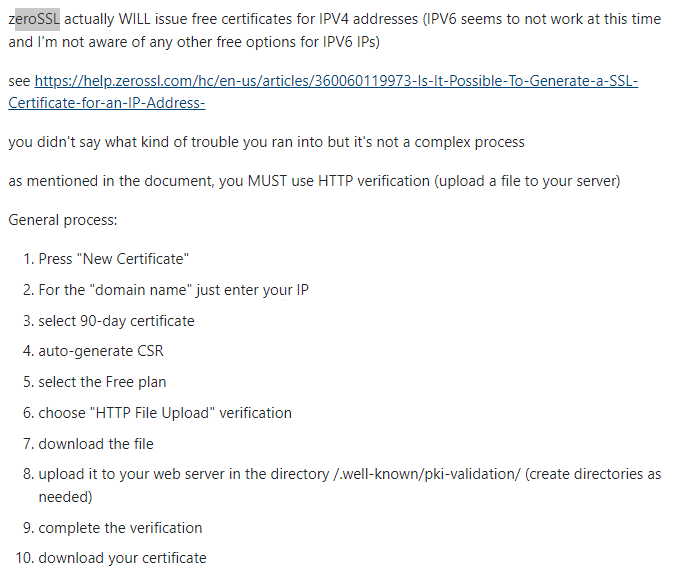 zeroSSL actually WILL issue free certificates for IPV4 addresses (IPV6 seems to not work at this time
and I'm not aware of any other free options for IPV6 IPs)
see https://help.zerossl.com/hc/en-us/articles/360060119973-Is-It-Possible-To-Generate-a-SSL-
Certificate-for-an-IP-Address-
you didn't say what kind of trouble you ran into but it's not a complex process
as mentioned in the document, you MUST use HTTP verification (upload a file to your server)
General process:
1. Press "New Certificate"
2. For the "domain name" just enter your IP
3. select 90-day certificate
4. auto-generate CSR
5. select the Free plan
6. choose "HTTP File Upload" verification
7. download the file
8. upload it to your web server in the directory /.well-known/pki-validation/ (create directories as
needed)
9. complete the verification
10. download your certificate